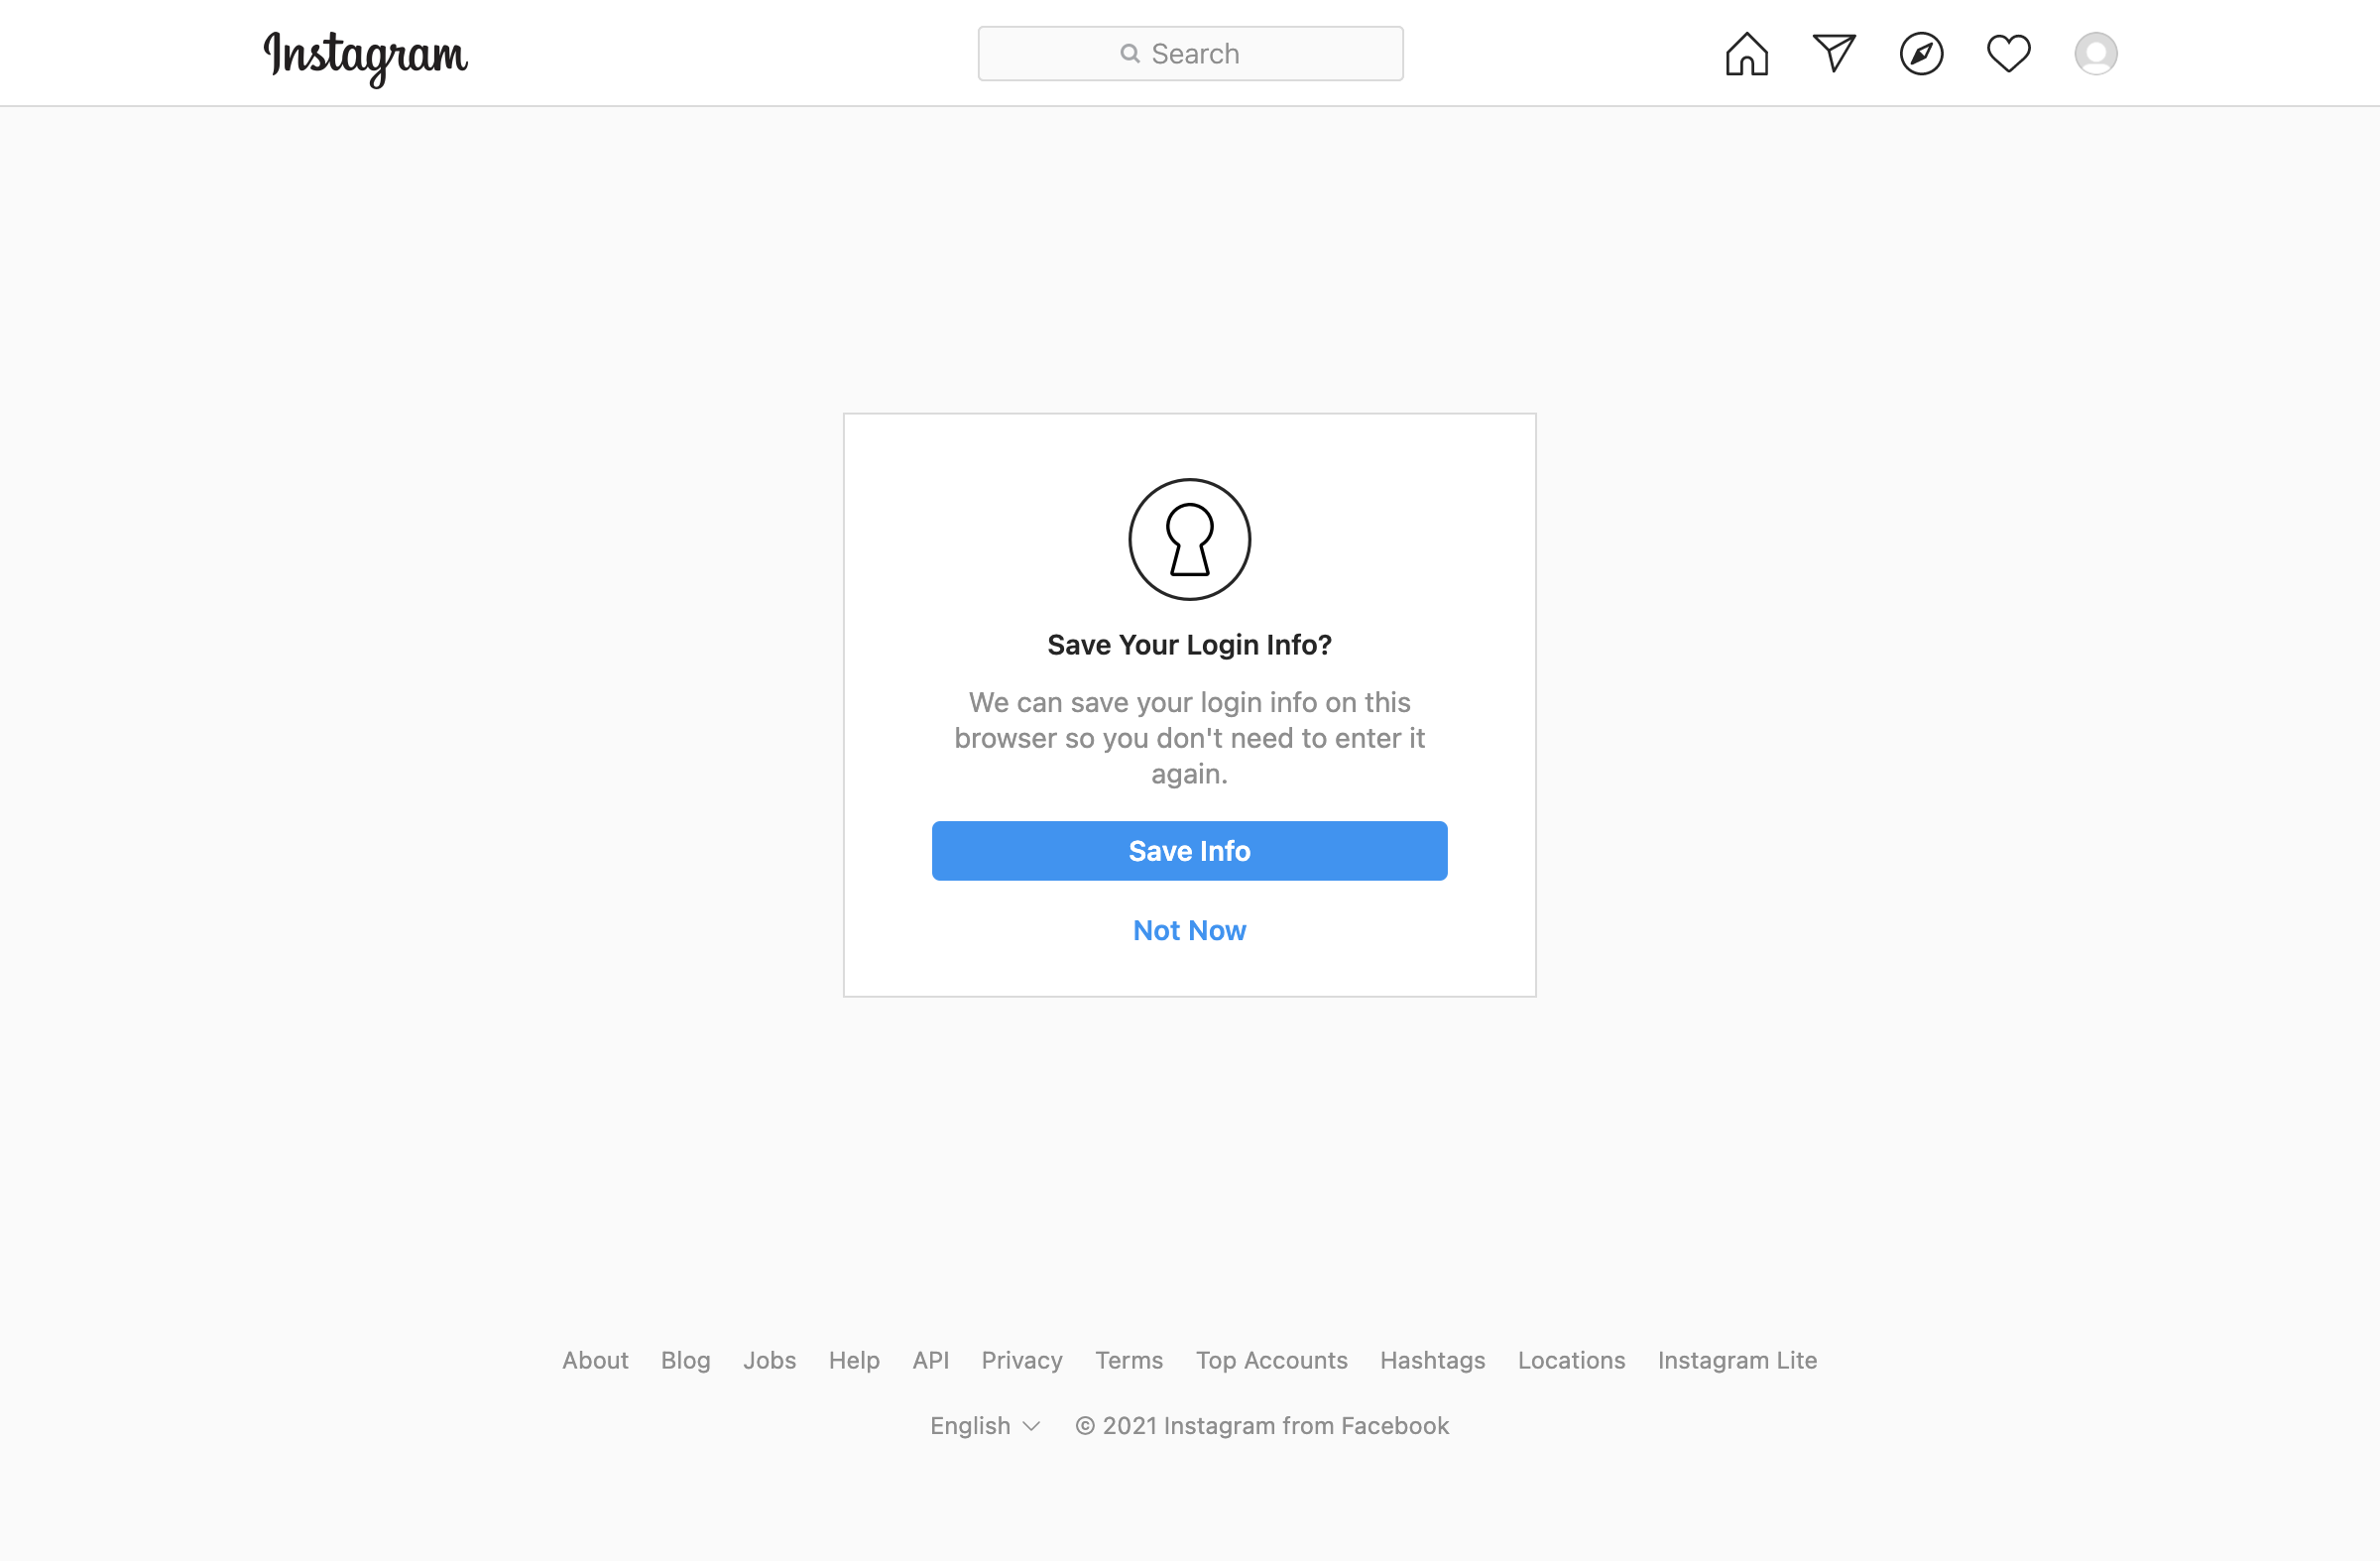 Instagram
Search
Save Your Login Info?
We can save your login info on this
browser so you don't need to enter it
again.
Save Info
Not Now
About Blog Jobs Help API Privacy Terms Top Accounts Hashtags Locations Instagram Lite
English © 2021 Instagram from Facebook